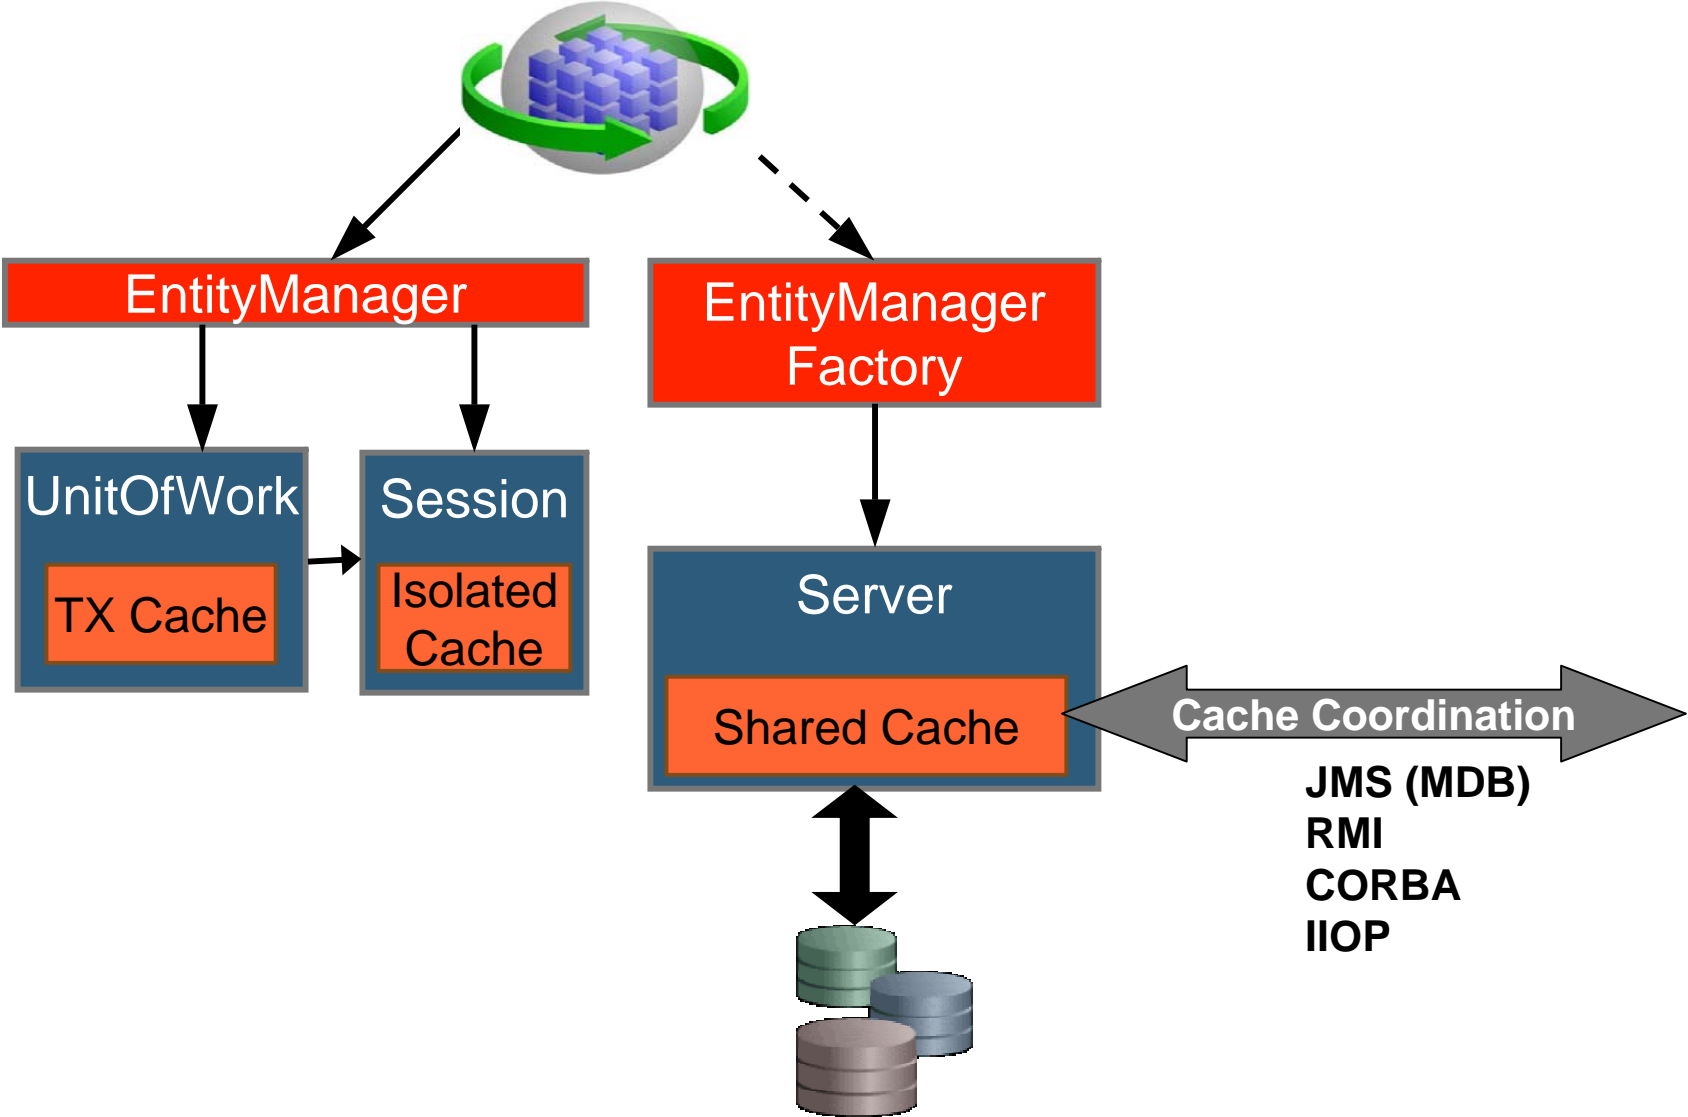 EntityManager
EntityManager
Factory
UnitOfWork
TX Cache
Session
Isolated
Cache
Server
Shared Cache
Cache Coordination
JMS (MDB)
RMI
CORBA
IIOP